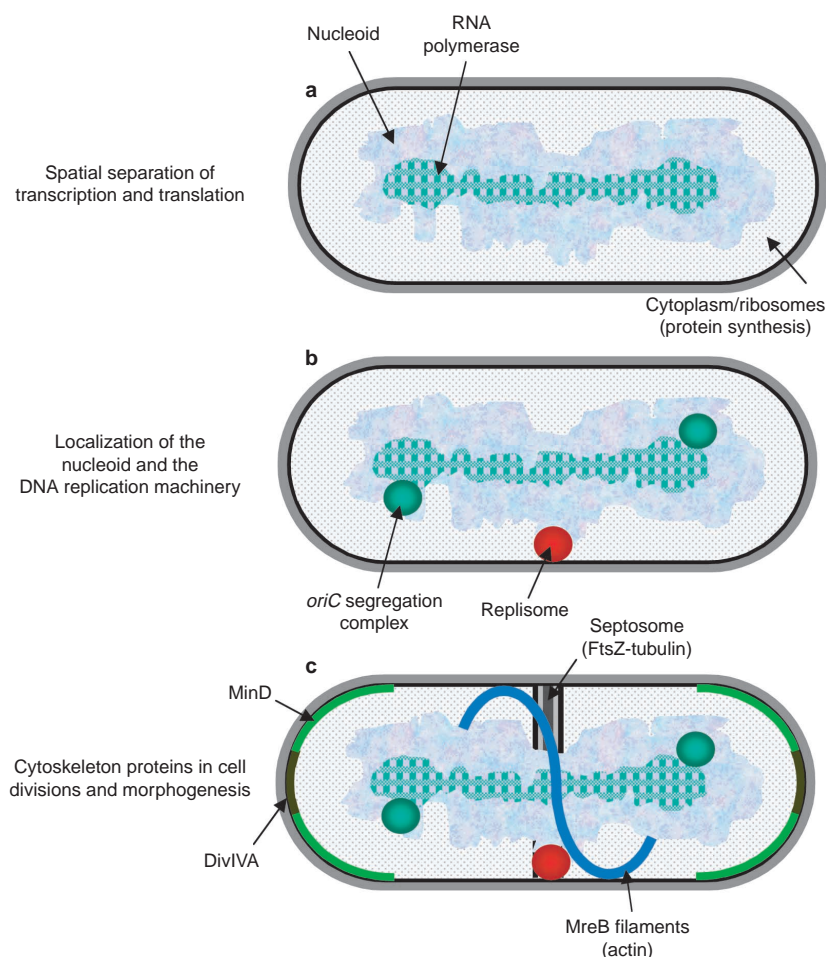 Nucleoid
RNA
polymerase
a
Spatial separation of
transcription and translation
Cytoplasm/ribosomes
(protein synthesis)
b
Localization of the
nucleoid and the
DNA replication machinery
oriC segregation
complex
Replisome
Septosome
(FtsZ-tubulin)
c
MinD
Cytoskeleton proteins in cell
divisions and morphogenesis
DivIVA
MreB filaments
(actin)